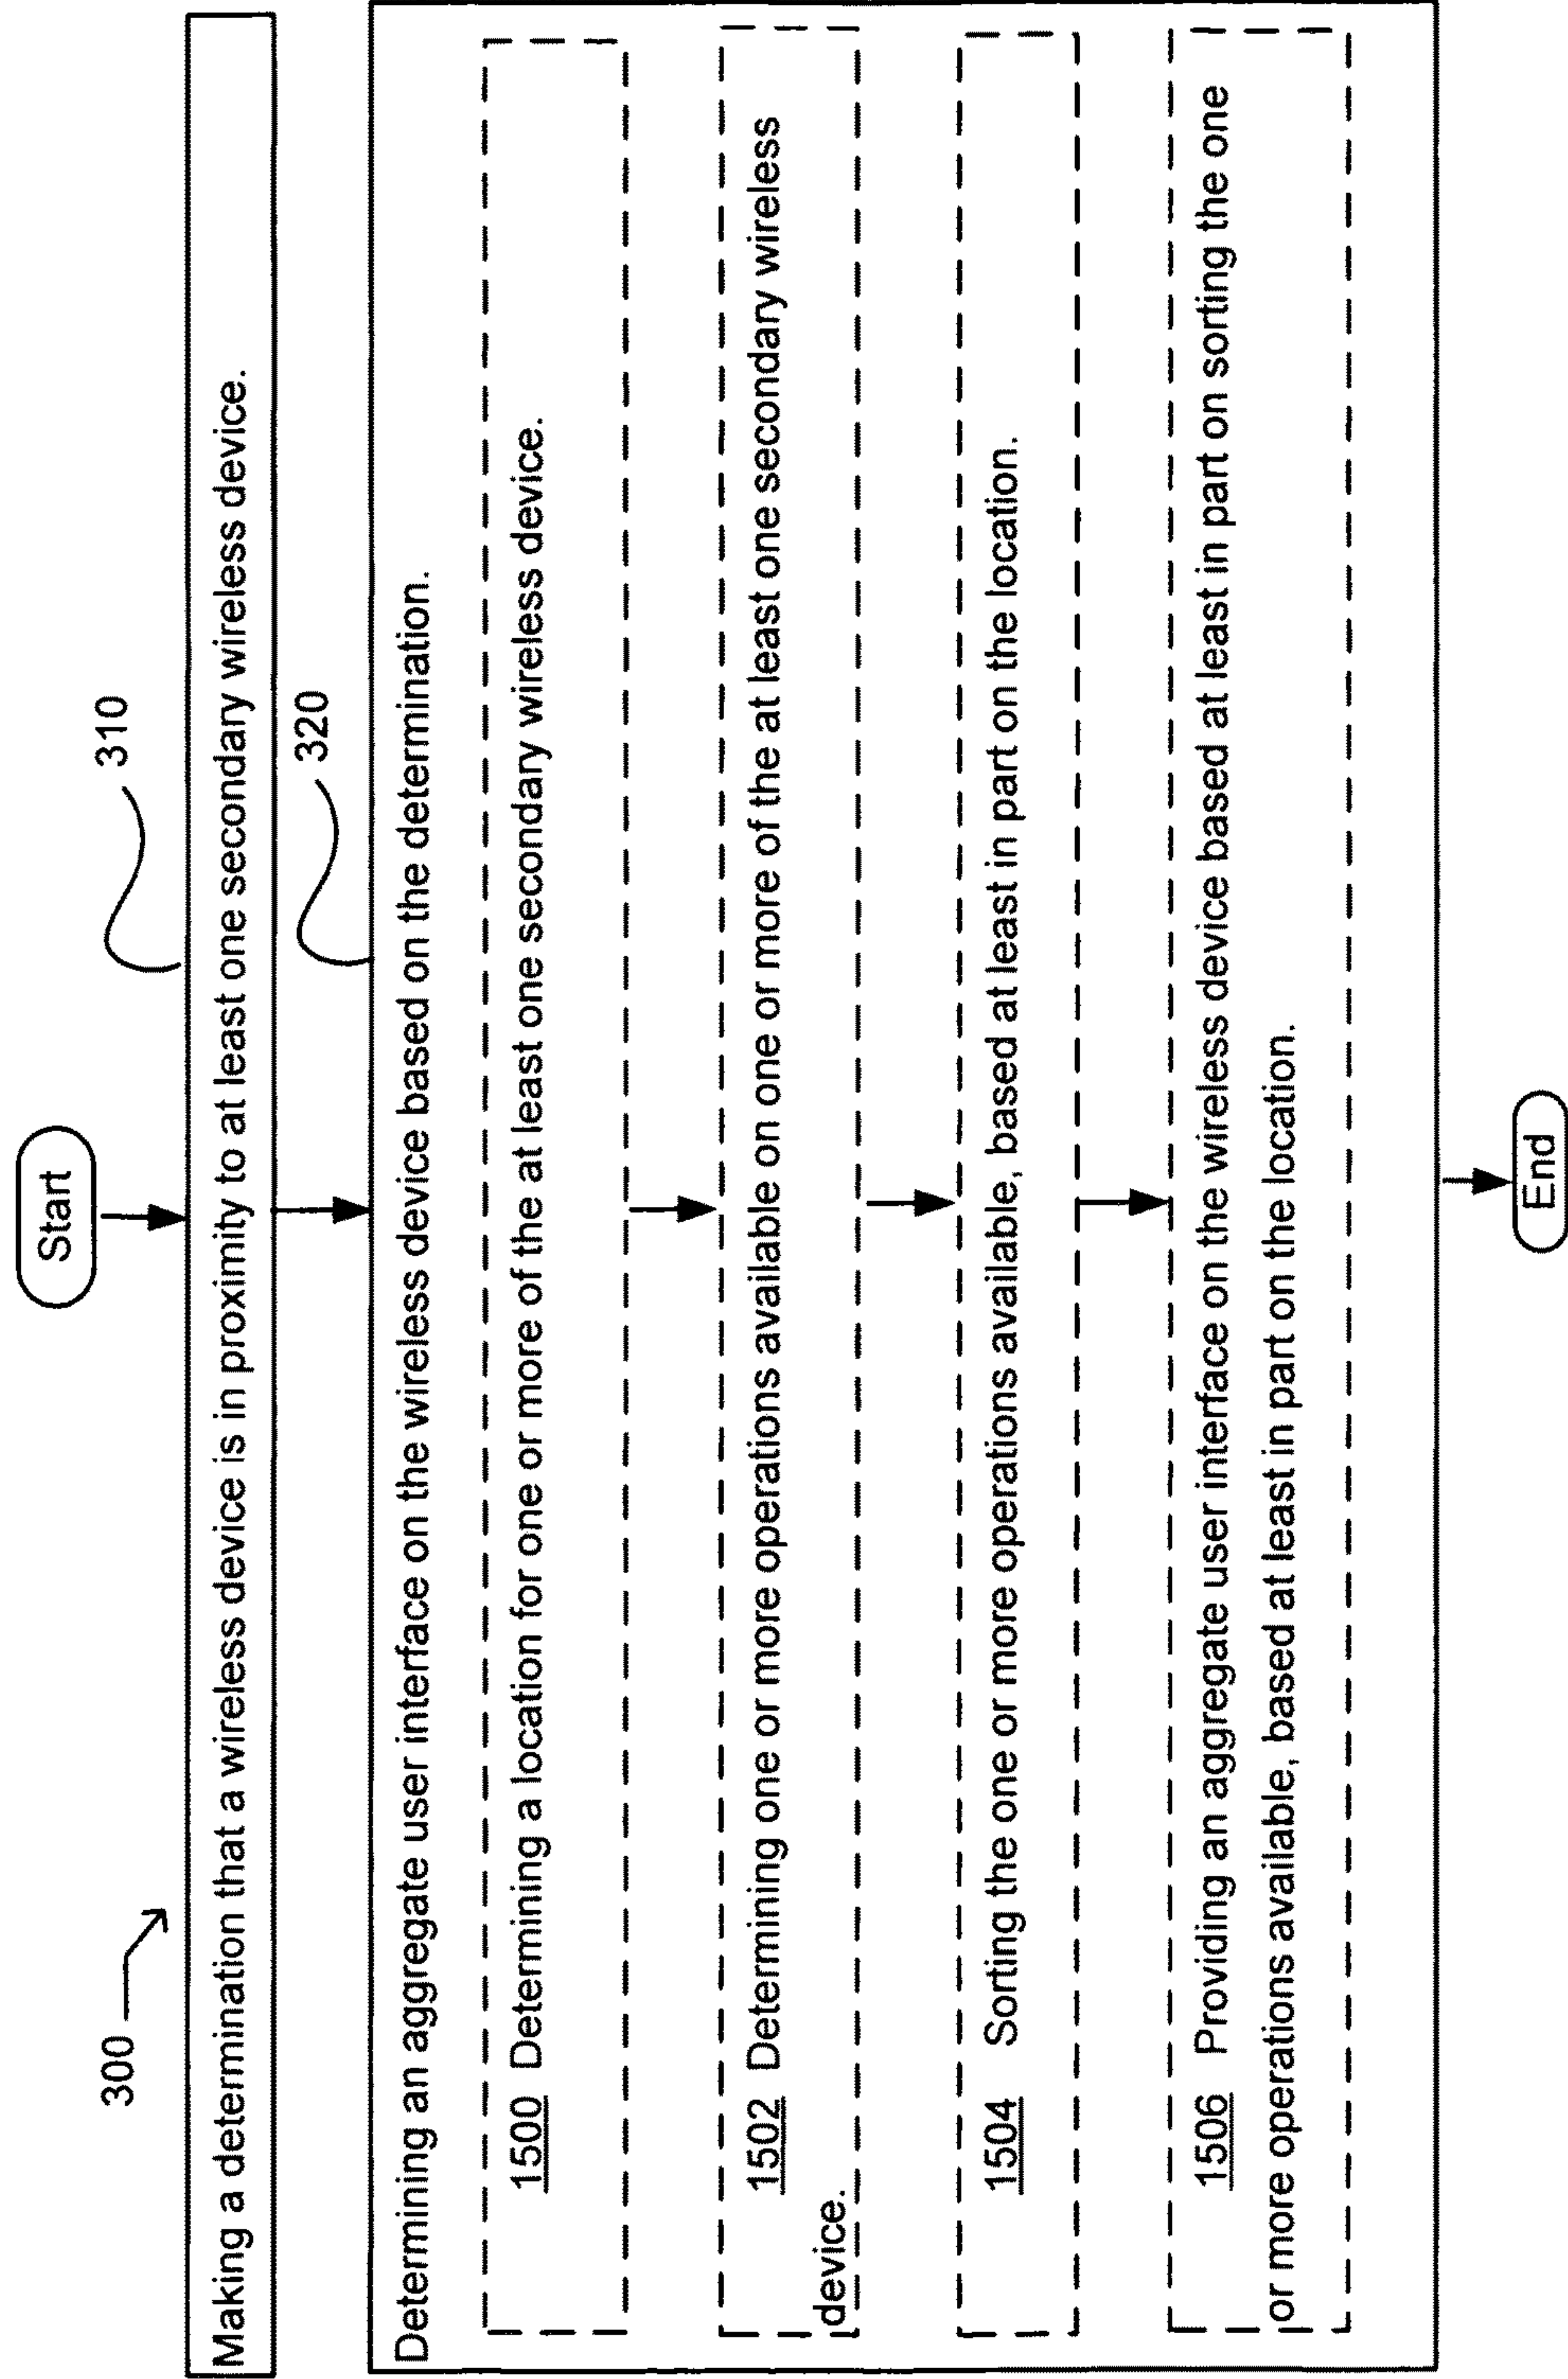 Start
300
310
Making a determination that a wireless device is in proximity to at least one secondary wireless device.
320
Determining an aggregate user interface on the wireless device based on the determination.
1500 Determining a location for one or more of the at least one secondary wireless device.
1502 Determining one or more operations available on one or more of the at least one secondary wireless
device.
1504 Sorting the one or more operations available, based at least in part on the location.
1506 Providing an aggregate user interface on the wireless device based at least in part on sorting the one
or more operations available, based at least in part on the location.
End